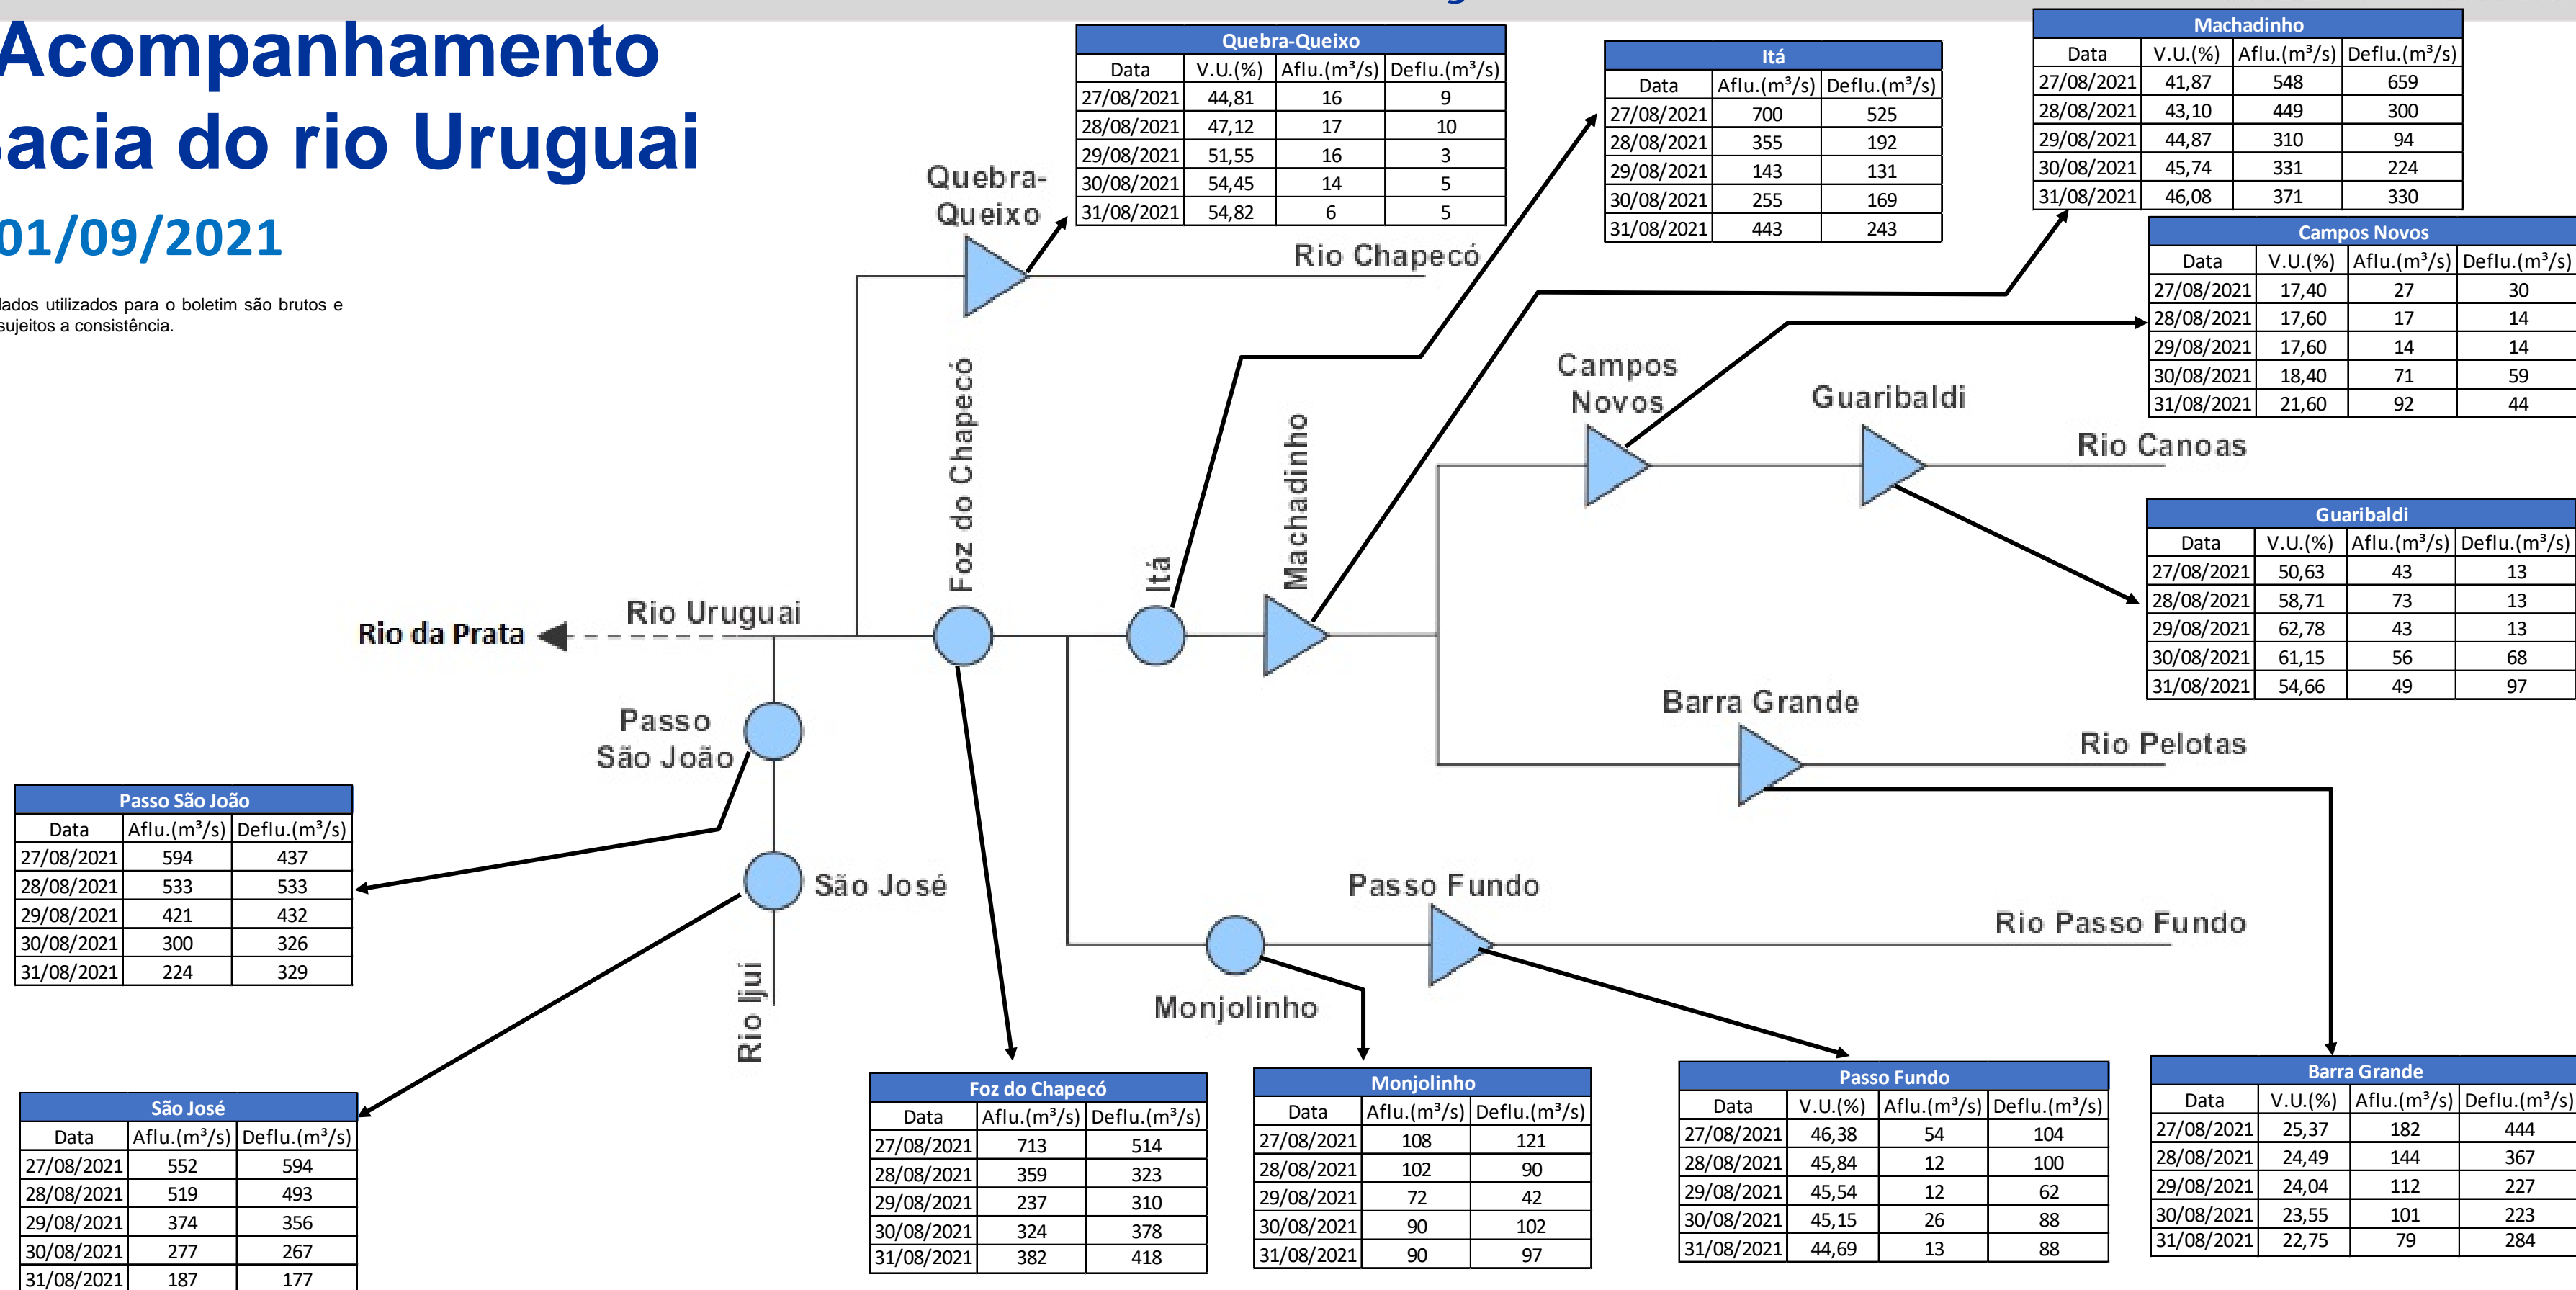 Acompanhamento
acia do rio Uruguai
01/09/2021
dados utilizados para o boletim são brutos e
sujeitos a consistência.
Quebra-Queixo
Data V.U.(%) Aflu.(m³/s) Deflu.(m³/s)
27/08/2021 44,81 16 9
28/08/2021 47,12 17 10
29/08/2021 51,55 16 3
30/08/2021 54,45 14 5
31/08/2021 54,82 6 5
Itá
Data Aflu.(m³/s) Deflu.(m³/s)
27/08/2021 700 525
28/08/2021 355 192
29/08/2021 143 131
30/08/2021 255 169
31/08/2021 443 243
Machadinho
Data V.U.(%) Aflu.(m³/s) Deflu.(m³/s)
27/08/2021 41,87 548 659
28/08/2021 43,10 449 300
29/08/2021 44,87 310 94
30/08/2021 45,74 331 224
31/08/2021 46,08 371 330
Campos Novos
Data V.U.(%) Aflu.(m³/s) Deflu.(m³/s)
27/08/2021 17,40 27 30
28/08/2021 17,60 17 14
29/08/2021 17,60 14 14
30/08/2021 18,40 71 59
31/08/2021 21,60 92 44
Quebra-
Queixo
Rio Chapecó
Foz do Chapecó
Itá
Machadinho
Campos
Novos
Guaribaldi
Rio Canoas
Guaribaldi
Data V.U.(%) Aflu.(m³/s) Deflu.(m³/s)
27/08/2021 50,63 43 13
28/08/2021 58,71 73 13
29/08/2021 62,78 43 13
30/08/2021 61,15 56 68
31/08/2021 54,66 49 97
Rio da Prata
Rio Uruguai
Passo
São João
Barra Grande
Rio Pelotas
São José
Rio Ijuí
Passo Fundo
Rio Passo Fundo
Monjolinho
Passo São João
Data Aflu.(m³/s) Deflu.(m³/s)
27/08/2021 594 437
28/08/2021 533 533
29/08/2021 421 432
30/08/2021 300 326
31/08/2021 224 329
São José
Data Aflu.(m³/s) Deflu.(m³/s)
27/08/2021 552 594
28/08/2021 519 493
29/08/2021 374 356
30/08/2021 277 267
31/08/2021 187 177
Foz do Chapecó
Data Aflu.(m³/s) Deflu.(m³/s)
27/08/2021 713 514
28/08/2021 359 323
29/08/2021 237 310
30/08/2021 324 378
31/08/2021 382 418
Monjolinho
Data Aflu.(m³/s) Deflu.(m³/s)
27/08/2021 108 121
28/08/2021 102 90
29/08/2021 72 42
30/08/2021 90 102
31/08/2021 90 97
Passo Fundo
Data V.U.(%) Aflu.(m³/s) Deflu.(m³/s)
27/08/2021 46,38 54 104
28/08/2021 45,84 12 100
29/08/2021 45,54 12 62
30/08/2021 45,15 26 88
31/08/2021 44,69 13 88
Barra Grande
Data V.U.(%) Aflu.(m³/s) Deflu.(m³/s)
27/08/2021 25,37 182 444
28/08/2021 24,49 144 367
29/08/2021 24,04 112 227
30/08/2021 23,55 101 223
31/08/2021 22,75 79 284